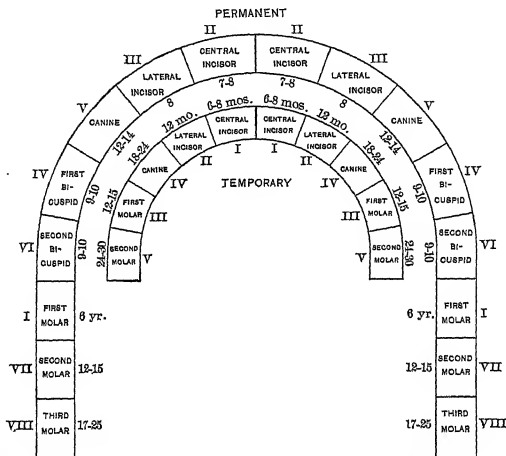 PERMANENT
II II
III CENTRAL INCISOR CENTRAL INCISOR III
LATERAL INCISOR 7-8 7-8 LATERAL INCISOR
V 8 8 V
CANINE 12-14 12-14 CANINE
6-8 mos. 6-8 mos.
12 mo. CENTRAL INCISOR CENTRAL INCISOR 12 mo.
18-24 LATERAL INCISOR I I LATERAL INCISOR 18-24
II II
CANINE IV TEMPORARY IV CANINE
IV FIRST BI-CUSPID 9-10 12-15 FIRST MOLAR III III FIRST MOLAR 12-15 9-10 FIRST BI-CUSPID IV
VI SECOND BI-CUSPID 9-10 24-30 SECOND MOLAR V V SECOND MOLAR 24-30 9-10 SECOND BI-CUSPID VI
I FIRST MOLAR 6 yr. 6 yr. FIRST MOLAR I
VII SECOND MOLAR 12-15 12-15 SECOND MOLAR VII
VIII THIRD MOLAR 17-25 17-25 THIRD MOLAR VIII